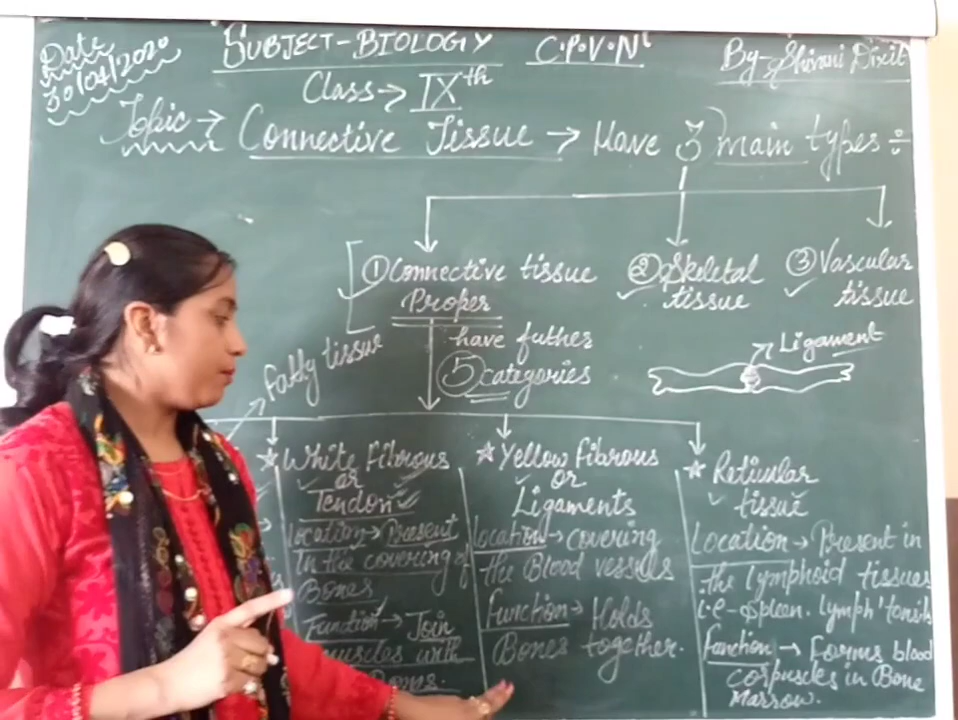 Date
30/04/2020
SUBJECT-BIOLOGY C.P.V.N
By-Shivani Dixit
Class→ IXth
Topic→ Connective Tissue → Have 3 main types÷
① Connective tissue
Proper
② Skeletal
tissue
③ Vascular
tissue
have futher
5 categories
Ligament
Fatty tissue
White Fibrous
or
Tendon
Location→ Present
In the covering of
Bones
Function→ Join
muscles with
Bones.
Yellow Fibrous
or
Ligaments
Location→ covering
the Blood vessels
Function→ Holds
Bones together.
Reticular
tissue
Location → Present in
the lymphoid tissues
i.e-Spleen. lymph' tonsils
Function → Forms blood
corpuscles in Bone
Marrow.